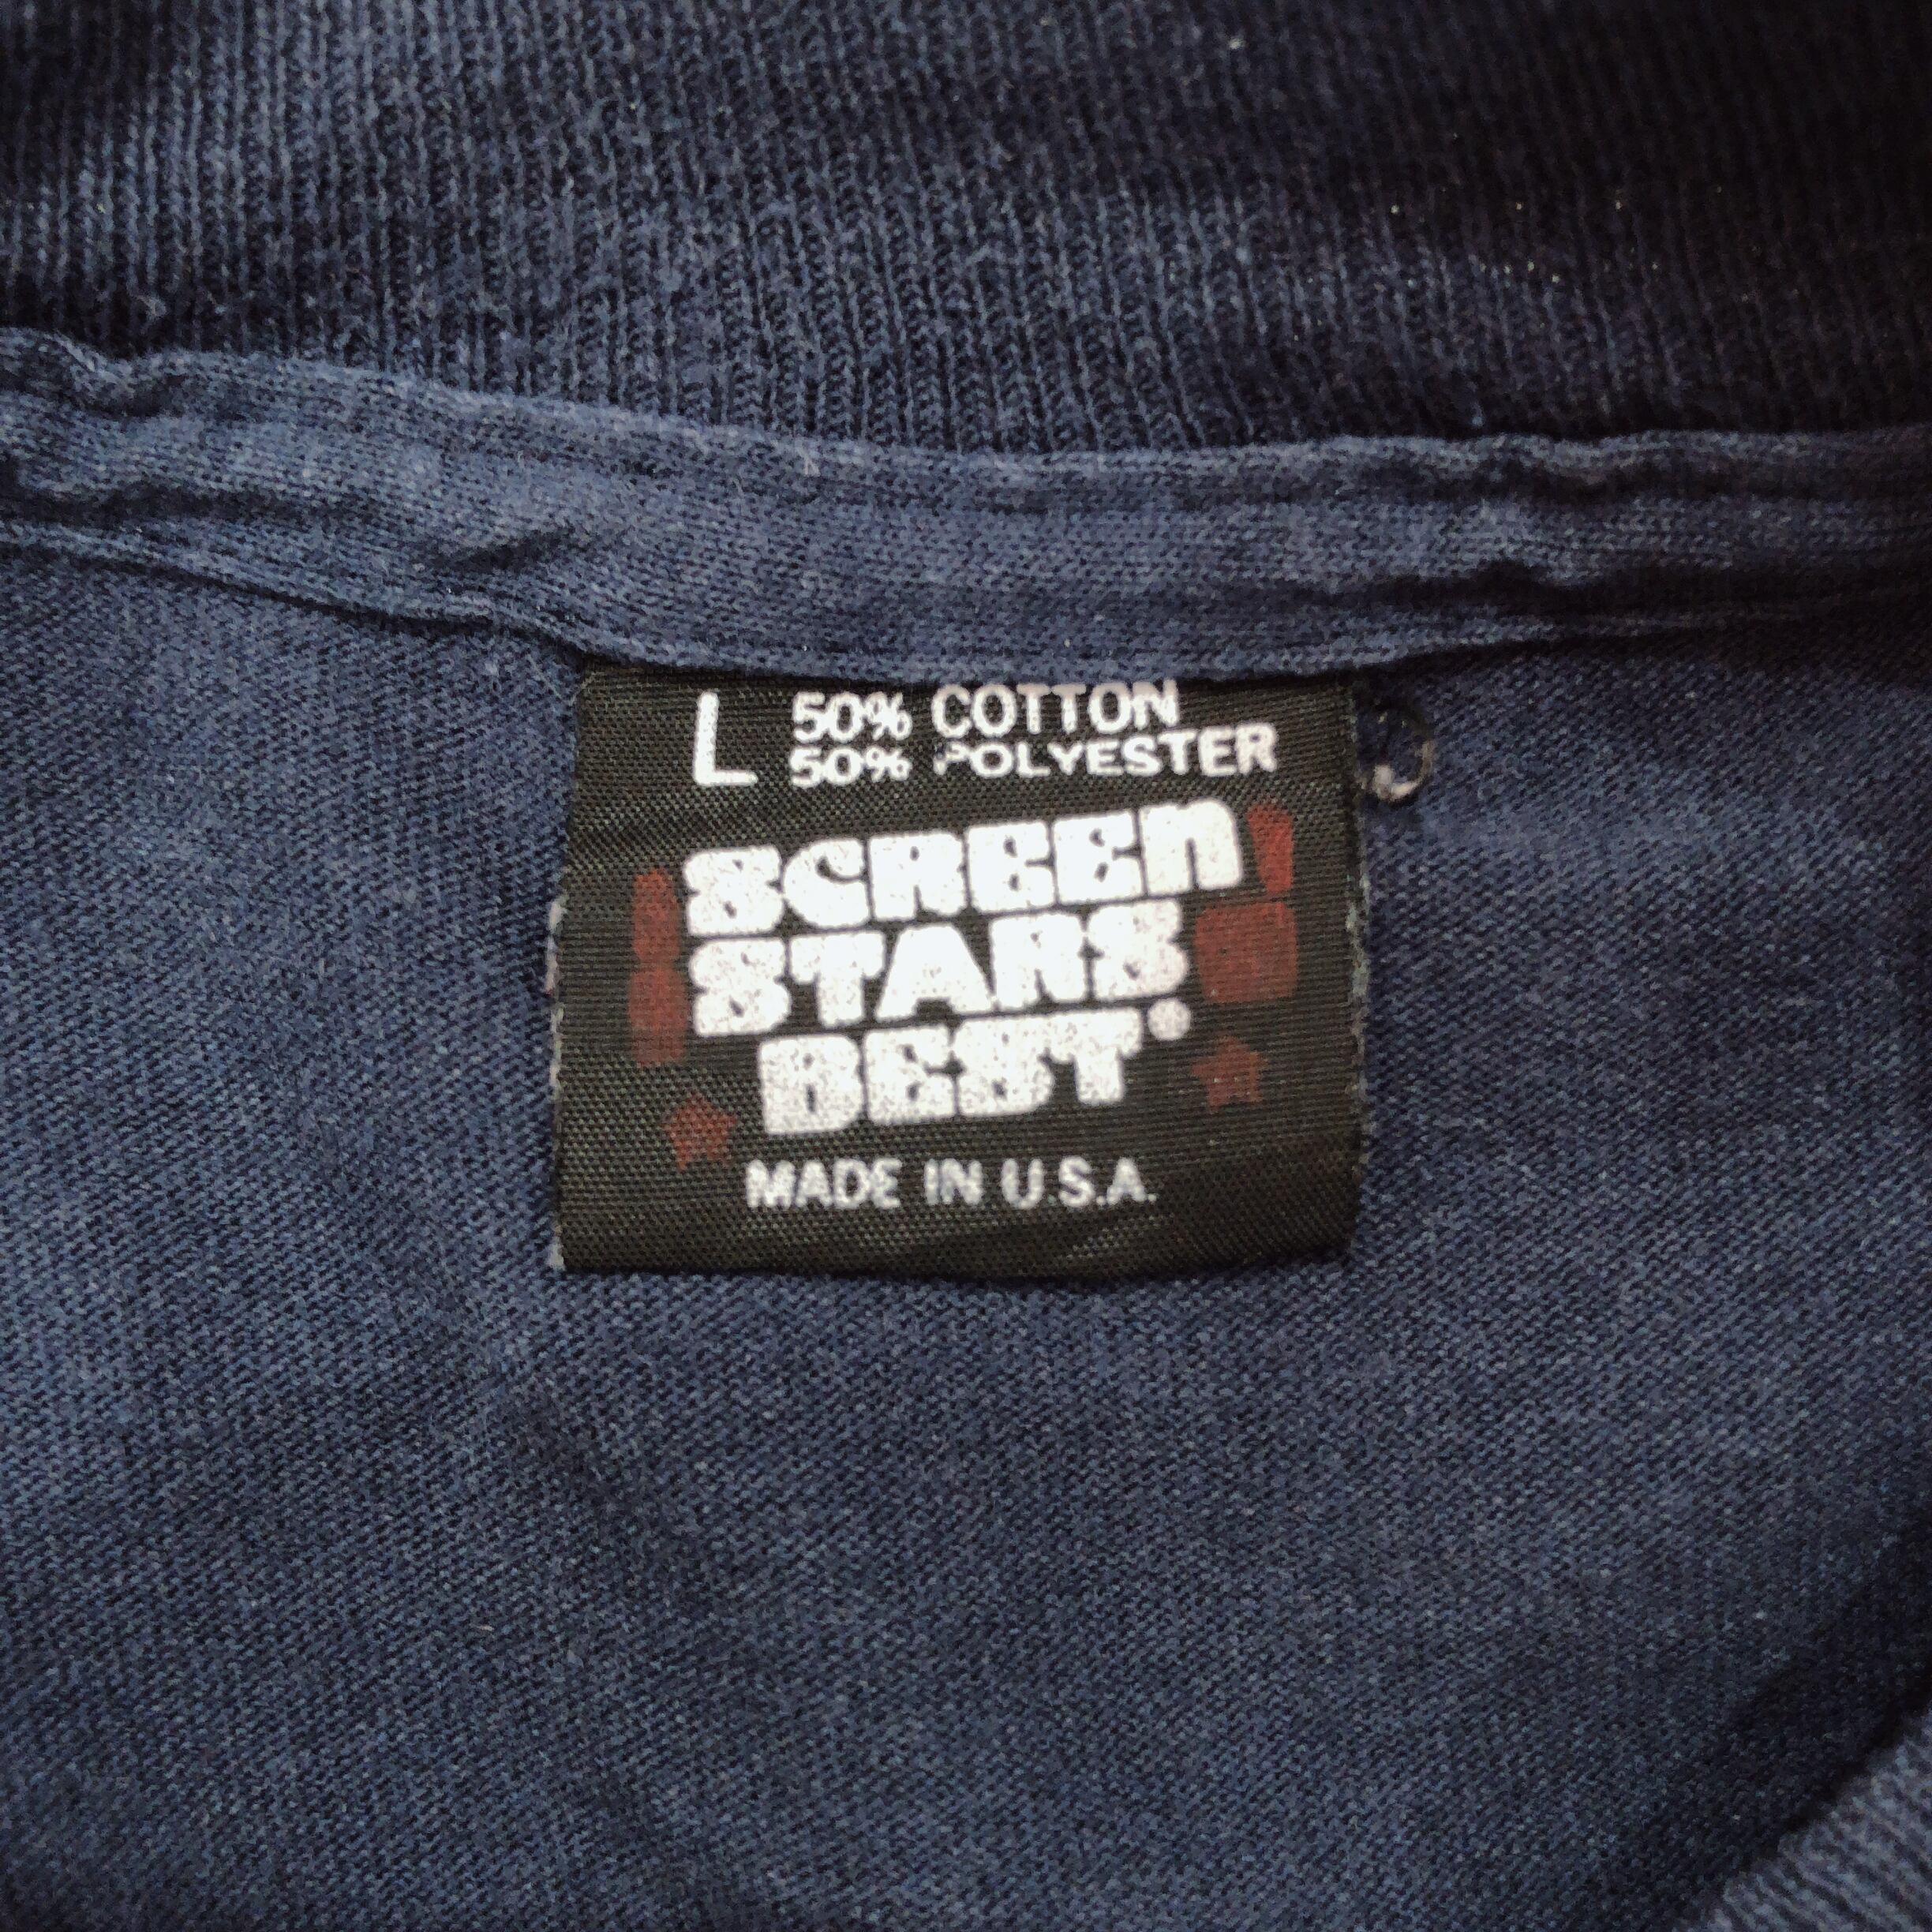 L 50% COTTON
50% POLYESTER
SCREEN
STARS
BEST
MADE IN U.S.A.